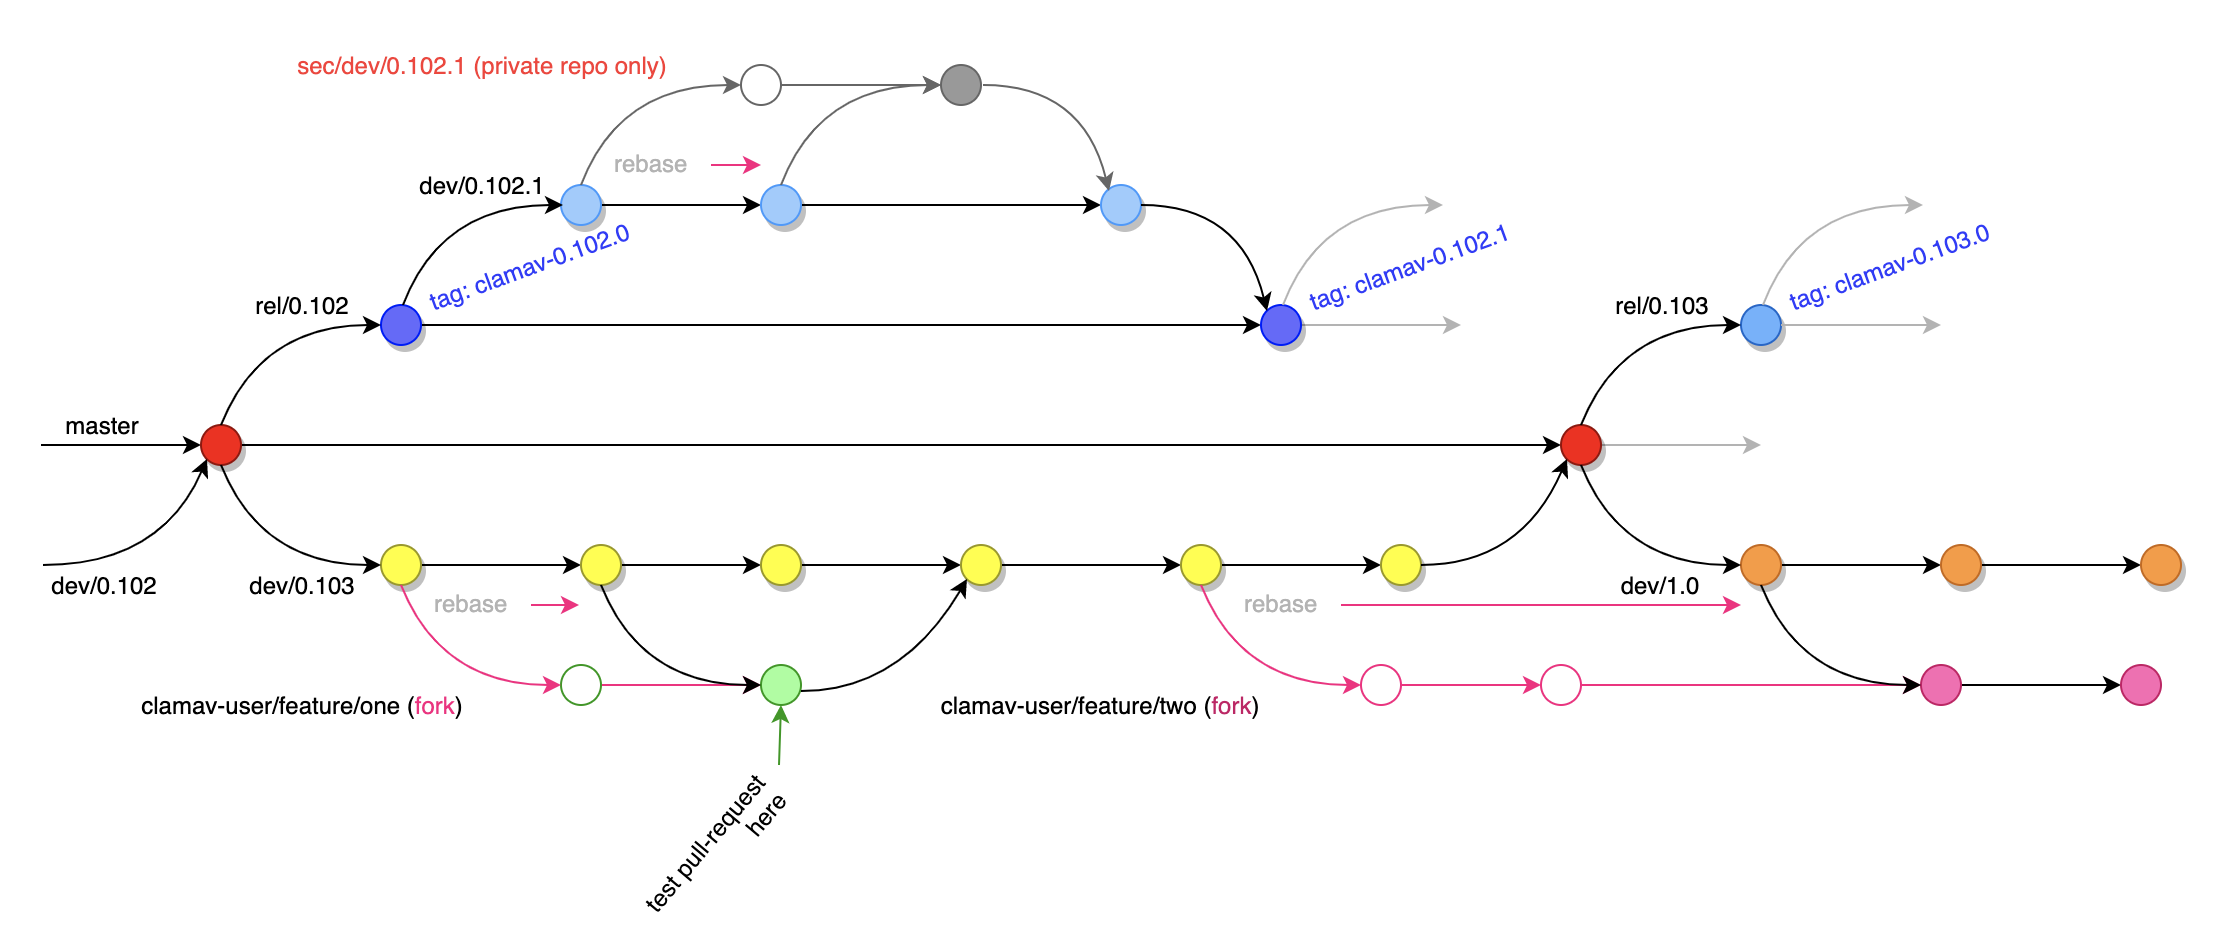 sec/dev/0.102.1 (private repo only)
rebase
dev/0.102.1
tag: clamav-0.102.0
tag: clamav-0.102.1
tag: clamav-0.103.0
rel/0.102
rel/0.103
master
dev/0.102
dev/0.103
rebase
rebase
dev/1.0
clamav-user/feature/one (fork)
clamav-user/feature/two (fork)
test pull-request
here